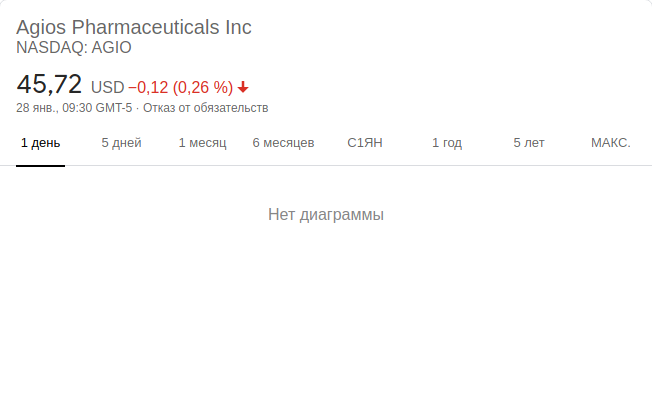 Agios Pharmaceuticals Inc
NASDAQ: AGIO
45,72 USD −0,12 (0,26 %)
28 янв., 09:30 GMT-5 · Отказ от обязательств
1 день 5 дней 1 месяц 6 месяцев С1ЯН 1 год 5 лет МАКС.
Нет диаграммы